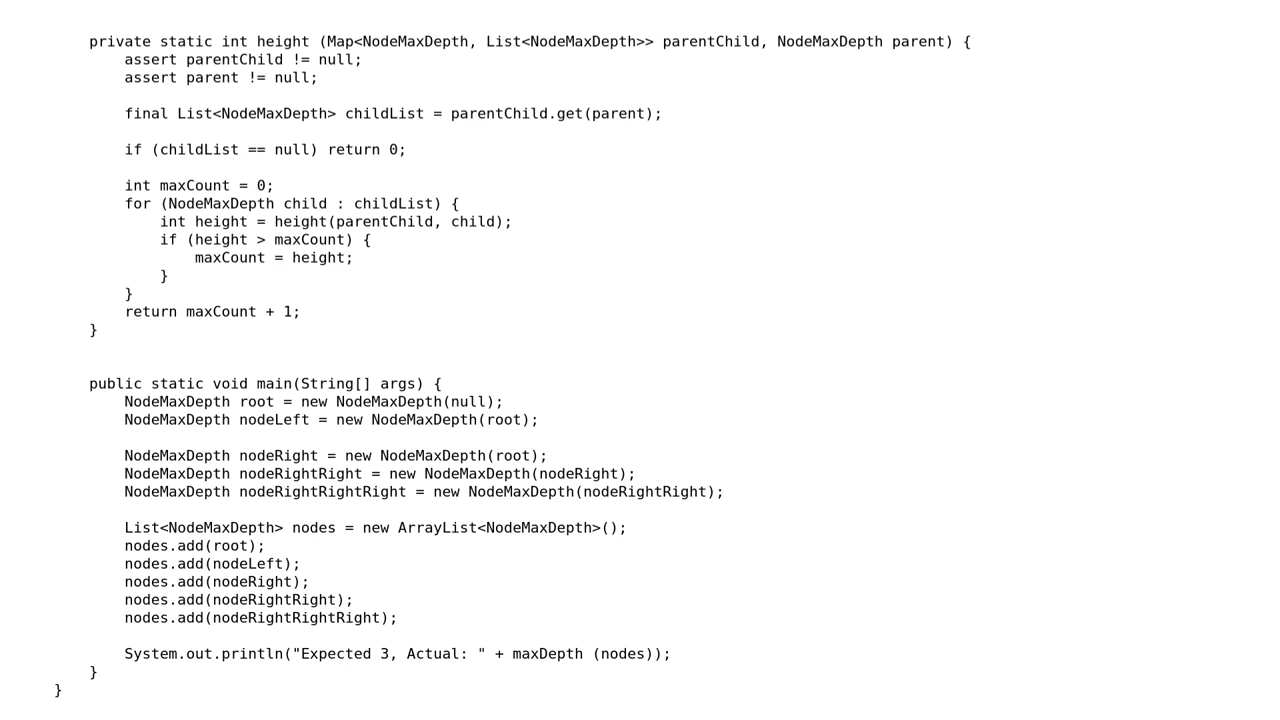 private static int height (Map<NodeMaxDepth, List<NodeMaxDepth>> parentChild, NodeMaxDepth parent) {
assert parentChild != null;
assert parent != null;
final List<NodeMaxDepth> childList = parentChild.get(parent);
if (childList == null) return 0;
int maxCount = 0;
for (NodeMaxDepth child : childList) {
int height = height(parentChild, child);
if (height > maxCount) {
maxCount = height;
}
}
return maxCount + 1;
}
public static void main(String[] args) {
NodeMaxDepth root = new NodeMaxDepth(null);
NodeMaxDepth nodeLeft = new NodeMaxDepth(root);
NodeMaxDepth nodeRight = new NodeMaxDepth(root);
NodeMaxDepth nodeRightRight = new NodeMaxDepth(nodeRight);
NodeMaxDepth nodeRightRightRight = new NodeMaxDepth(nodeRightRight);
List<NodeMaxDepth> nodes = new ArrayList<NodeMaxDepth>();
nodes.add(root);
nodes.add(nodeLeft);
nodes.add(nodeRight);
nodes.add(nodeRightRight);
nodes.add(nodeRightRightRight);
System.out.println("Expected 3, Actual: " + maxDepth (nodes));
}
}